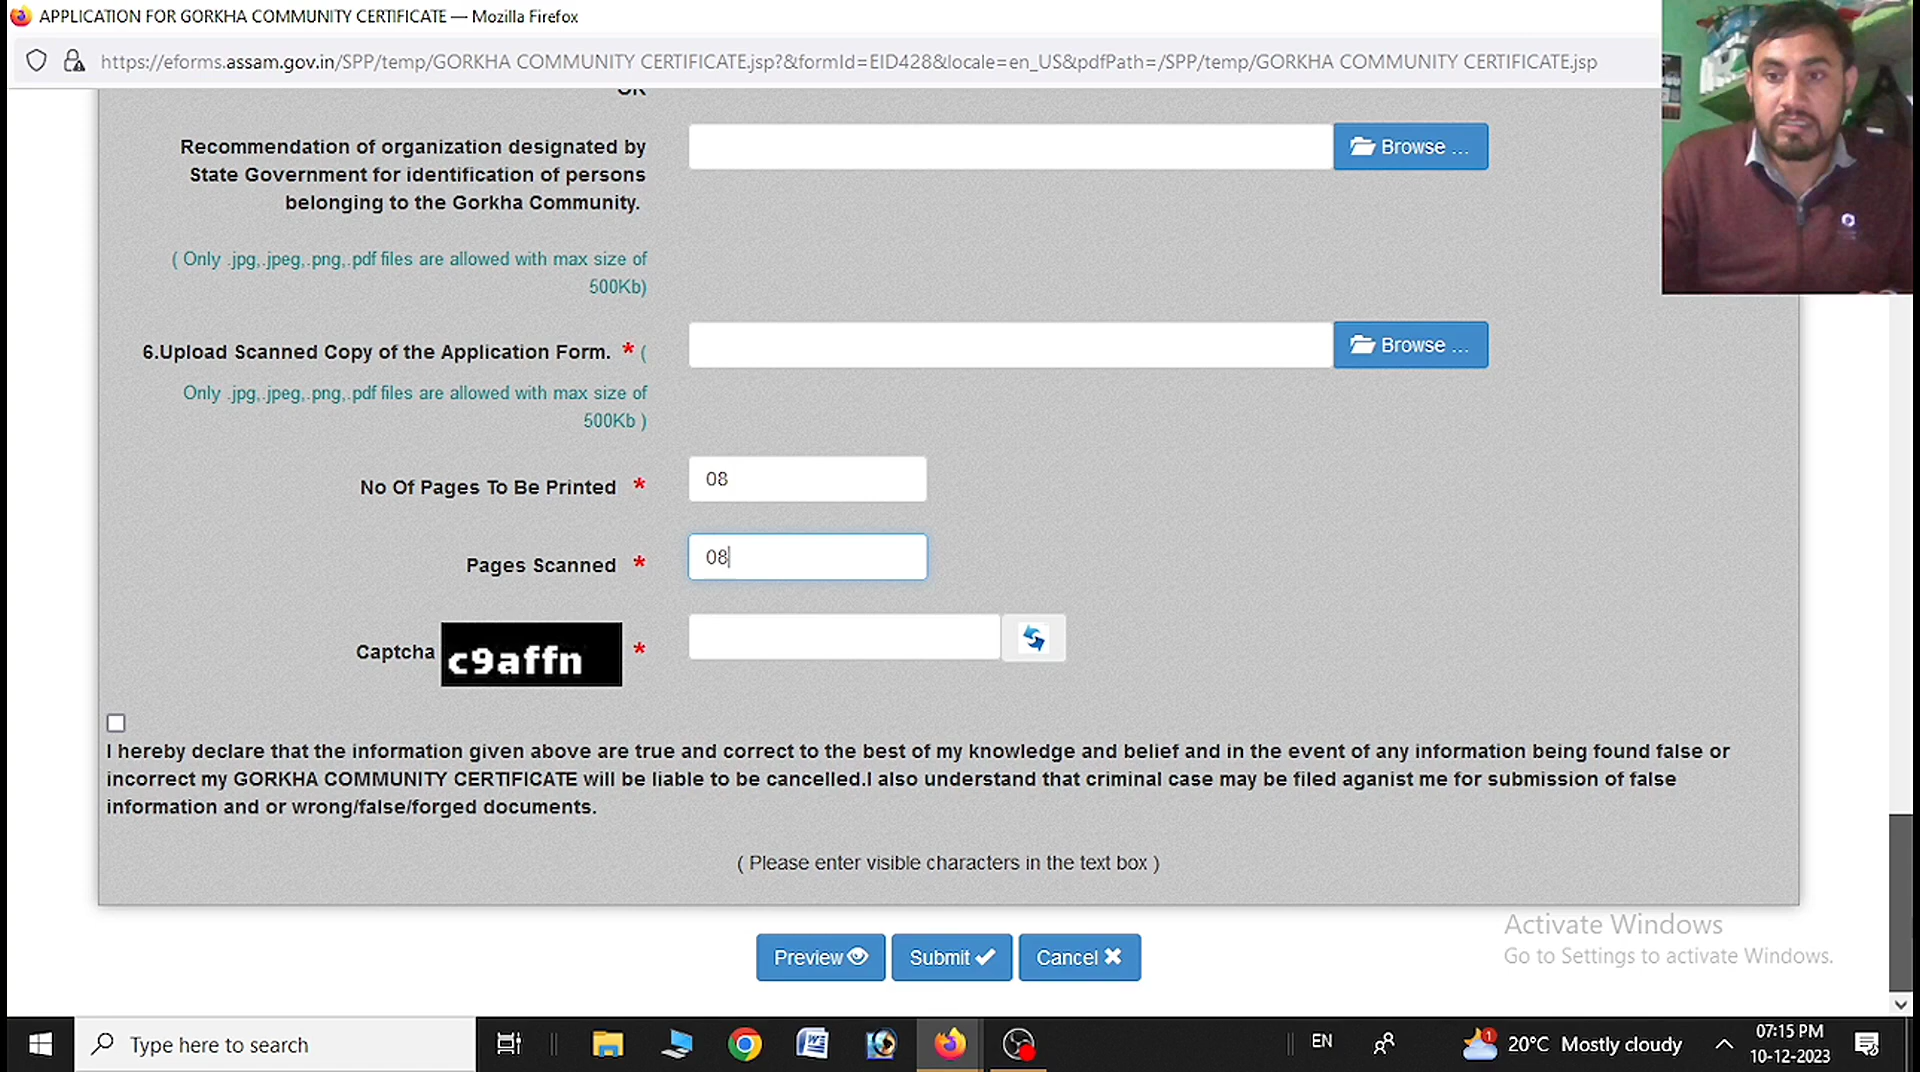 APPLICATION FOR GORKHA COMMUNITY CERTIFICATE — Mozilla Firefox
https://eforms.assam.gov.in/SPP/temp/GORKHA COMMUNITY CERTIFICATE.jsp?&formId=EID428&locale=en_US&pdfPath=/SPP/temp/GORKHA COMMUNITY CERTIFICATE.jsp
OR
Recommendation of organization designated by
State Government for identification of persons
belonging to the Gorkha Community.
Browse ...
( Only .jpg,.jpeg,.png,.pdf files are allowed with max size of
500Kb)
6.Upload Scanned Copy of the Application Form. * (
Browse ...
Only .jpg,.jpeg,.png,.pdf files are allowed with max size of
500Kb )
No Of Pages To Be Printed * 08
Pages Scanned * 08
Captcha c9affn *
I hereby declare that the information given above are true and correct to the best of my knowledge and belief and in the event of any information being found false or
incorrect my GORKHA COMMUNITY CERTIFICATE will be liable to be cancelled.I also understand that criminal case may be filed aganist me for submission of false
information and or wrong/false/forged documents.
( Please enter visible characters in the text box )
Activate Windows
Go to Settings to activate Windows.
Preview Submit Cancel
Type here to search
EN
1
20°C Mostly cloudy
07:15 PM
10-12-2023